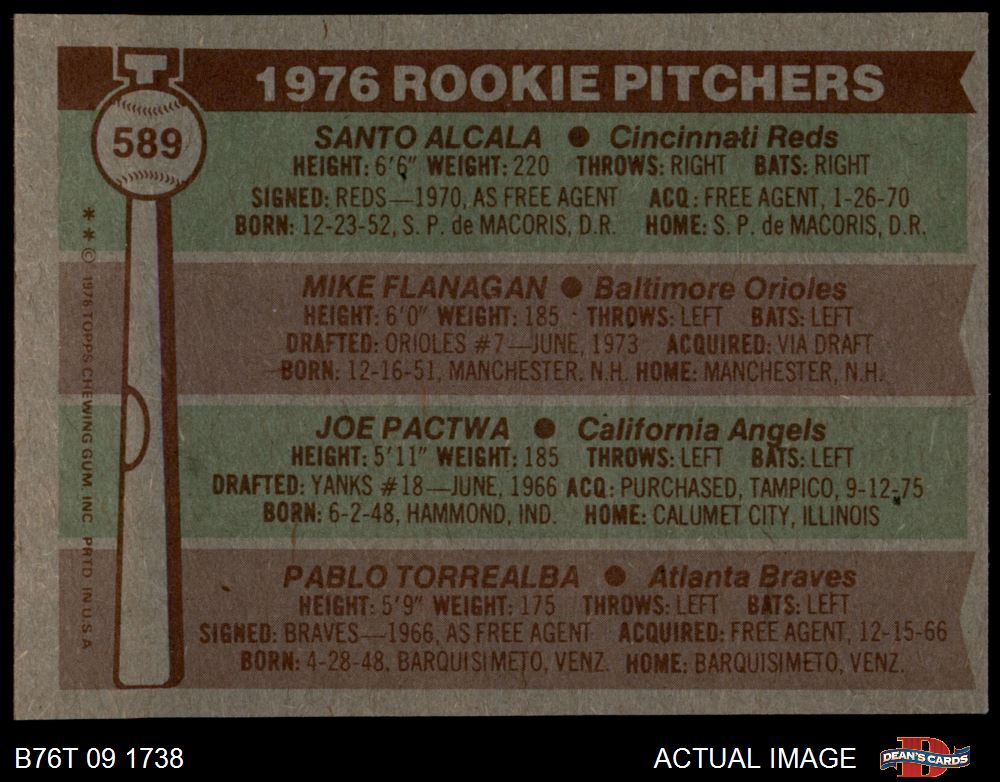 1976 ROOKIE PITCHERS
589
SANTO ALCALA ● Cincinnati Reds
HEIGHT: 6'6" WEIGHT: 220 THROWS: RIGHT BATS: RIGHT
SIGNED: REDS—1970, AS FREE AGENT ACQ: FREE AGENT, 1-26-70
BORN: 12-23-52, S. P. de MACORIS, D.R. HOME: S. P. de MACORIS, D.R.
MIKE FLANAGAN ● Baltimore Orioles
HEIGHT: 6'0" WEIGHT: 185 THROWS: LEFT BATS: LEFT
DRAFTED: ORIOLES #7—JUNE, 1973 ACQUIRED: VIA DRAFT
BORN: 12-16-51, MANCHESTER, N.H. HOME: MANCHESTER, N.H.
JOE PACTWA ● California Angels
HEIGHT: 5'11" WEIGHT: 185 THROWS: LEFT BATS: LEFT
DRAFTED: YANKS #18—JUNE, 1966 ACQ: PURCHASED, TAMPICO, 9-12-75
BORN: 6-2-48, HAMMOND, IND. HOME: CALUMET CITY, ILLINOIS
PABLO TORREALBA ● Atlanta Braves
HEIGHT: 5'9" WEIGHT: 175 THROWS: LEFT BATS: LEFT
SIGNED: BRAVES—1966, AS FREE AGENT ACQUIRED: FREE AGENT, 12-15-66
BORN: 4-28-48, BARQUISIMETO, VENZ. HOME: BARQUISIMETO, VENZ.
** © 1976 TOPPS CHEWING GUM, INC. PRTD. IN U.S.A.
B76T 09 1738
ACTUAL IMAGE
DEAN'S CARDS